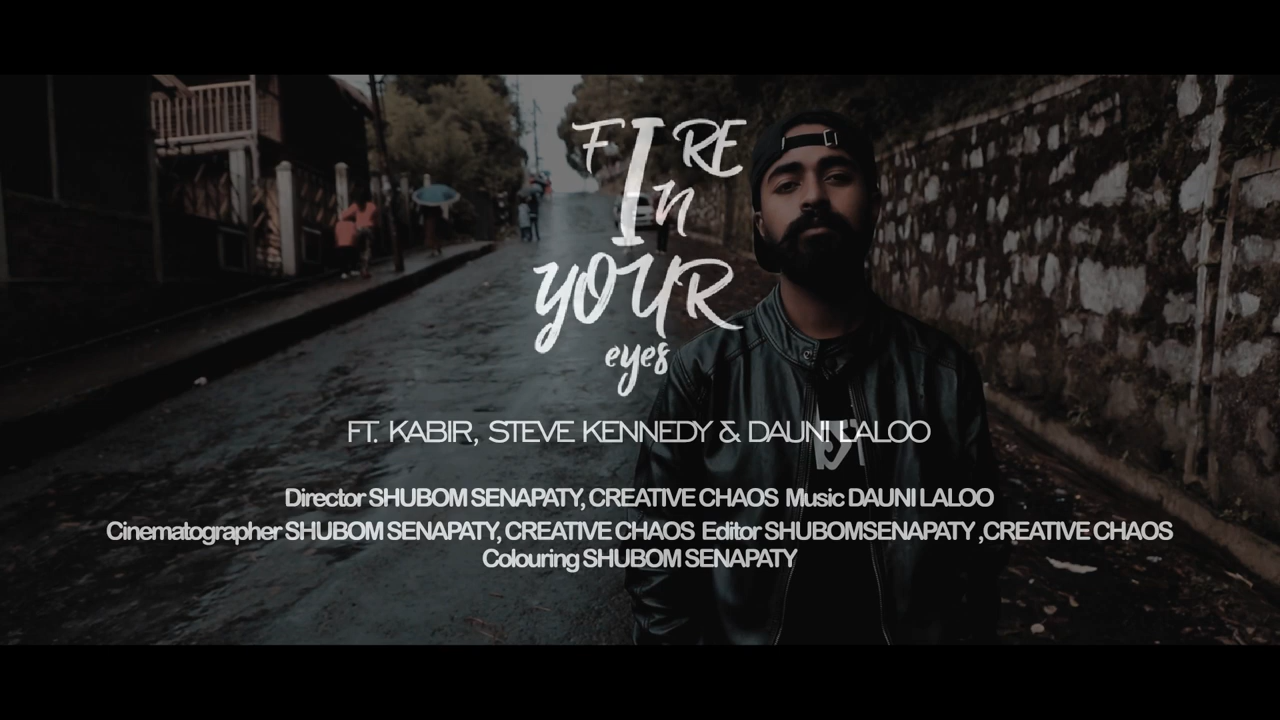 FIRE
In
YOUR
eyes
FT. KABIR, STEVE KENNEDY & DAUNI LALOO
Director SHUBOM SENAPATY, CREATIVE CHAOS Music DAUNI LALOO
Cinematographer SHUBOM SENAPATY, CREATIVE CHAOS Editor SHUBOMSENAPATY ,CREATIVE CHAOS
Colouring SHUBOM SENAPATY